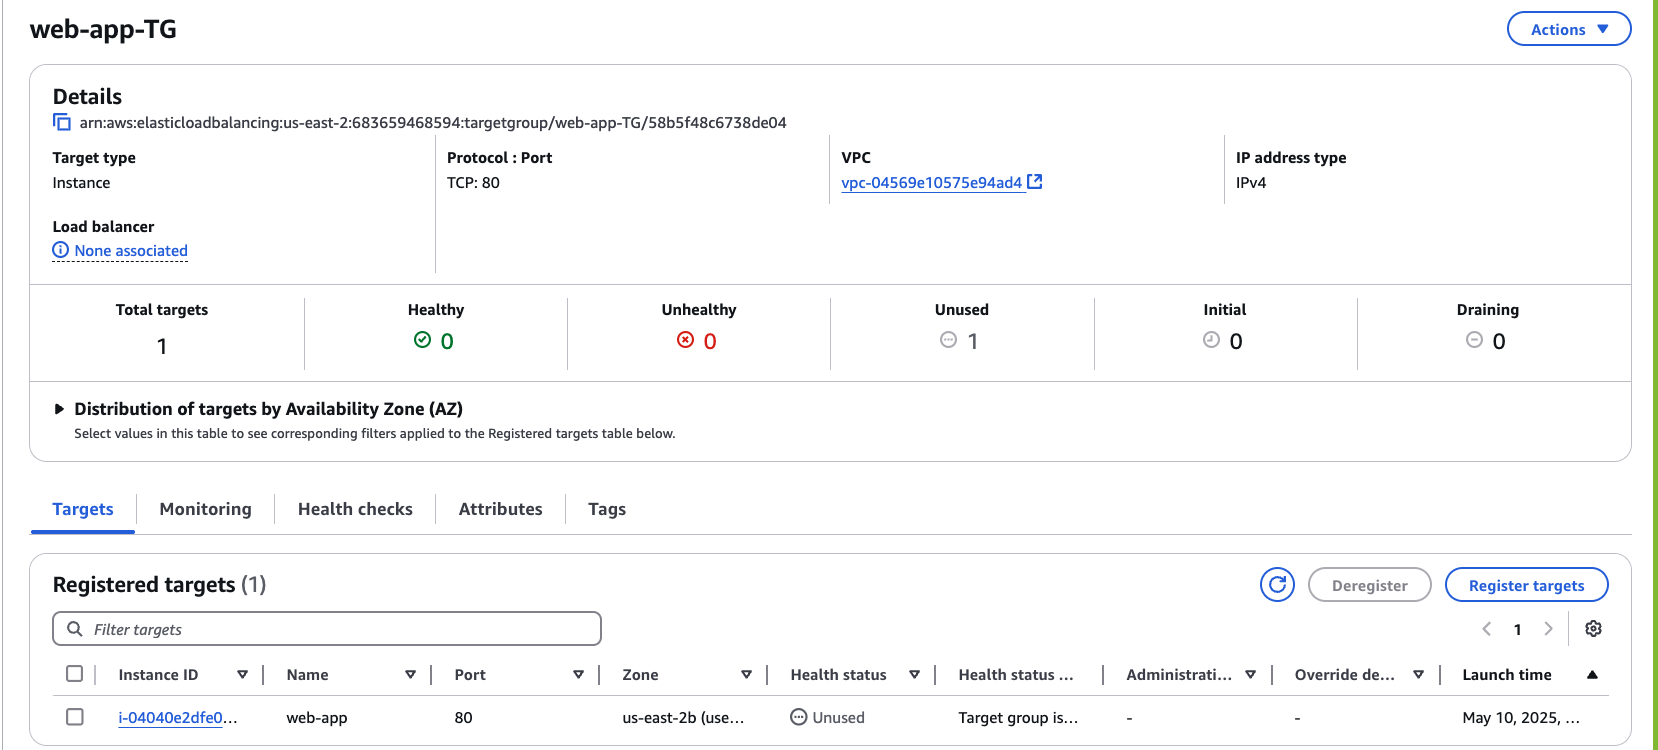 web-app-TG
Actions
Details
arn:aws:elasticloadbalancing:us-east-2:683659468594:targetgroup/web-app-TG/58b5f48c6738de04
Target type
Instance
Protocol : Port
TCP: 80
VPC
vpc-04569e10575e94ad4
IP address type
IPv4
Load balancer
None associated
Total targets
1
Healthy
0
Unhealthy
0
Unused
1
Initial
0
Draining
0
Distribution of targets by Availability Zone (AZ)
Select values in this table to see corresponding filters applied to the Registered targets table below.
Targets Monitoring Health checks Attributes Tags
Registered targets (1)
Deregister
Register targets
Filter targets
1
Instance ID Name Port Zone Health status Health status ... Administrati... Override de... Launch time
i-04040e2dfe0... web-app 80 us-east-2b (use... Unused Target group is... - - May 10, 2025, ...